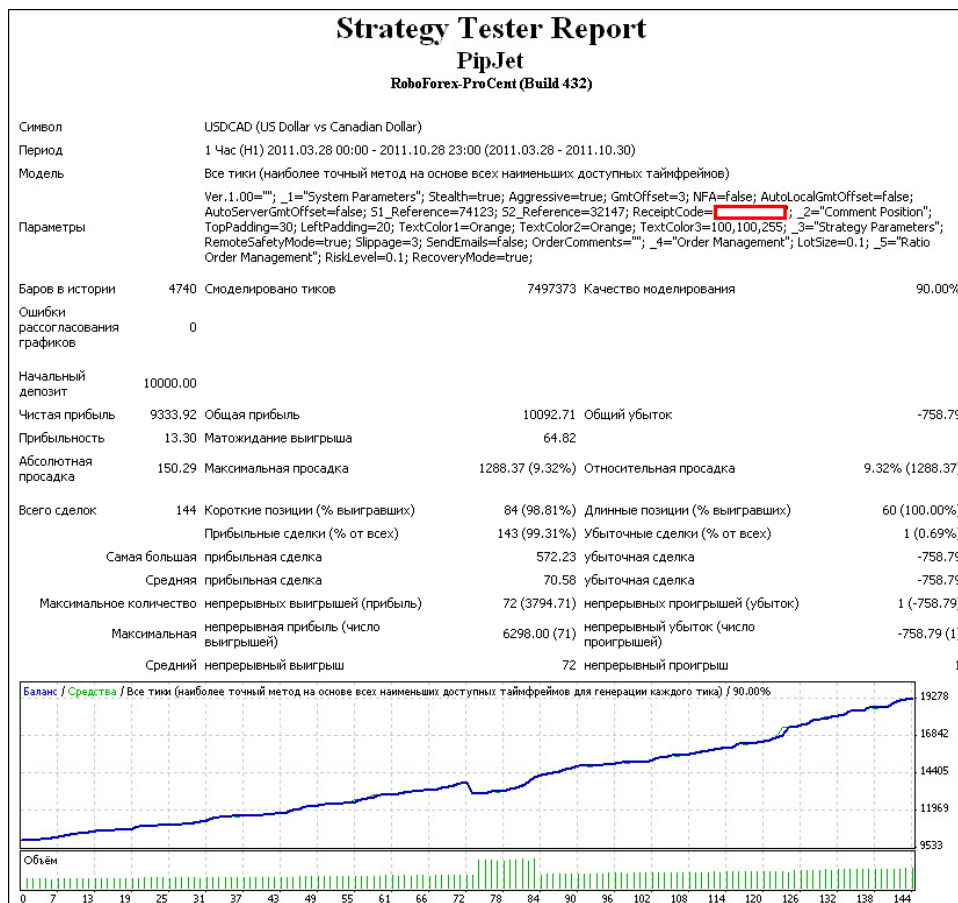 Strategy Tester Report
PipJet
RoboForex-ProCent (Build 432)
Символ USDCAD (US Dollar vs Canadian Dollar)
Период 1 Час (H1) 2011.03.28 00:00 - 2011.10.28 23:00 (2011.03.28 - 2011.10.30)
Модель Все тики (наиболее точный метод на основе всех наименьших доступных таймфреймов)
Параметры Ver.1.00=""; _1="System Parameters"; Stealth=true; Aggressive=true; GmtOffset=3; NFA=false; AutoLocalGmtOffset=false;
AutoServerGmtOffset=false; S1_Reference=74123; S2_Reference=32147; ReceiptCode= ; _2="Comment Position";
TopPadding=30; LeftPadding=20; TextColor1=Orange; TextColor2=Orange; TextColor3=100,100,255; _3="Strategy Parameters";
RemoteSafetyMode=true; Slippage=3; SendEmails=false; OrderComments=""; _4="Order Management"; LotSize=0.1; _5="Ratio
Order Management"; RiskLevel=0.1; RecoveryMode=true;
Баров в истории 4740 Смоделировано тиков 7497373 Качество моделирования 90.00%
Ошибки
рассогласования 0
графиков
Начальный
депозит 10000.00
Чистая прибыль 9333.92 Общая прибыль 10092.71 Общий убыток -758.79
Прибыльность 13.30 Матожидание выигрыша 64.82
Абсолютная
просадка 150.29 Максимальная просадка 1288.37 (9.32%) Относительная просадка 9.32% (1288.37)
Всего сделок 144 Короткие позиции (% выигравших) 84 (98.81%) Длинные позиции (% выигравших) 60 (100.00%)
Прибыльные сделки (% от всех) 143 (99.31%) Убыточные сделки (% от всех) 1 (0.69%)
Самая большая прибыльная сделка 572.23 убыточная сделка -758.79
Средняя прибыльная сделка 70.58 убыточная сделка -758.79
Максимальное количество непрерывных выигрышей (прибыль) 72 (3794.71) непрерывных проигрышей (убыток) 1 (-758.79)
Максимальная непрерывная прибыль (число выигрышей) 6298.00 (71) непрерывный убыток (число проигрышей) -758.79 (1)
Средний непрерывный выигрыш 72 непрерывный проигрыш 1
Баланс / Средства / Все тики (наиболее точный метод на основе всех наименьших доступных таймфреймов для генерации каждого тика) / 90.00%
19278
16842
14405
11969
9533
Объём
0 7 13 19 25 31 37 43 49 55 61 66 72 78 84 90 96 102 108 114 120 126 132 138 144